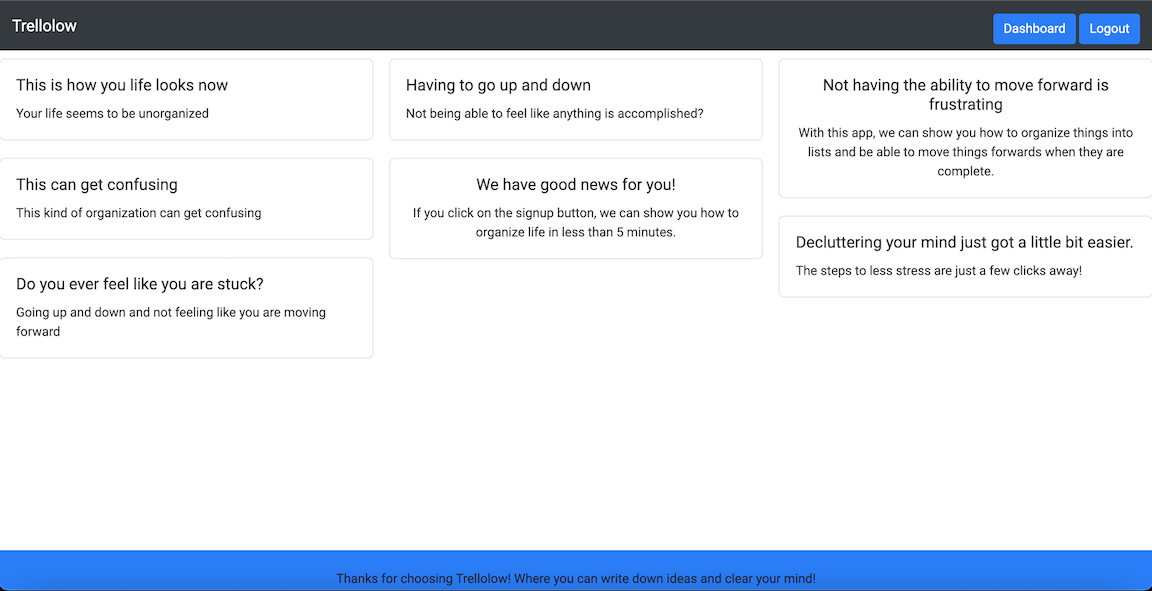 Trellolow
Dashboard
Logout
This is how you life looks now
Your life seems to be unorganized
This can get confusing
This kind of organization can get confusing
Do you ever feel like you are stuck?
Going up and down and not feeling like you are moving
forward
Having to go up and down
Not being able to feel like anything is accomplished?
We have good news for you!
If you click on the signup button, we can show you how to
organize life in less than 5 minutes.
Not having the ability to move forward is
frustrating
With this app, we can show you how to organize things into
lists and be able to move things forwards when they are
complete.
Decluttering your mind just got a little bit easier.
The steps to less stress are just a few clicks away!
Thanks for choosing Trellolow! Where you can write down ideas and clear your mind!